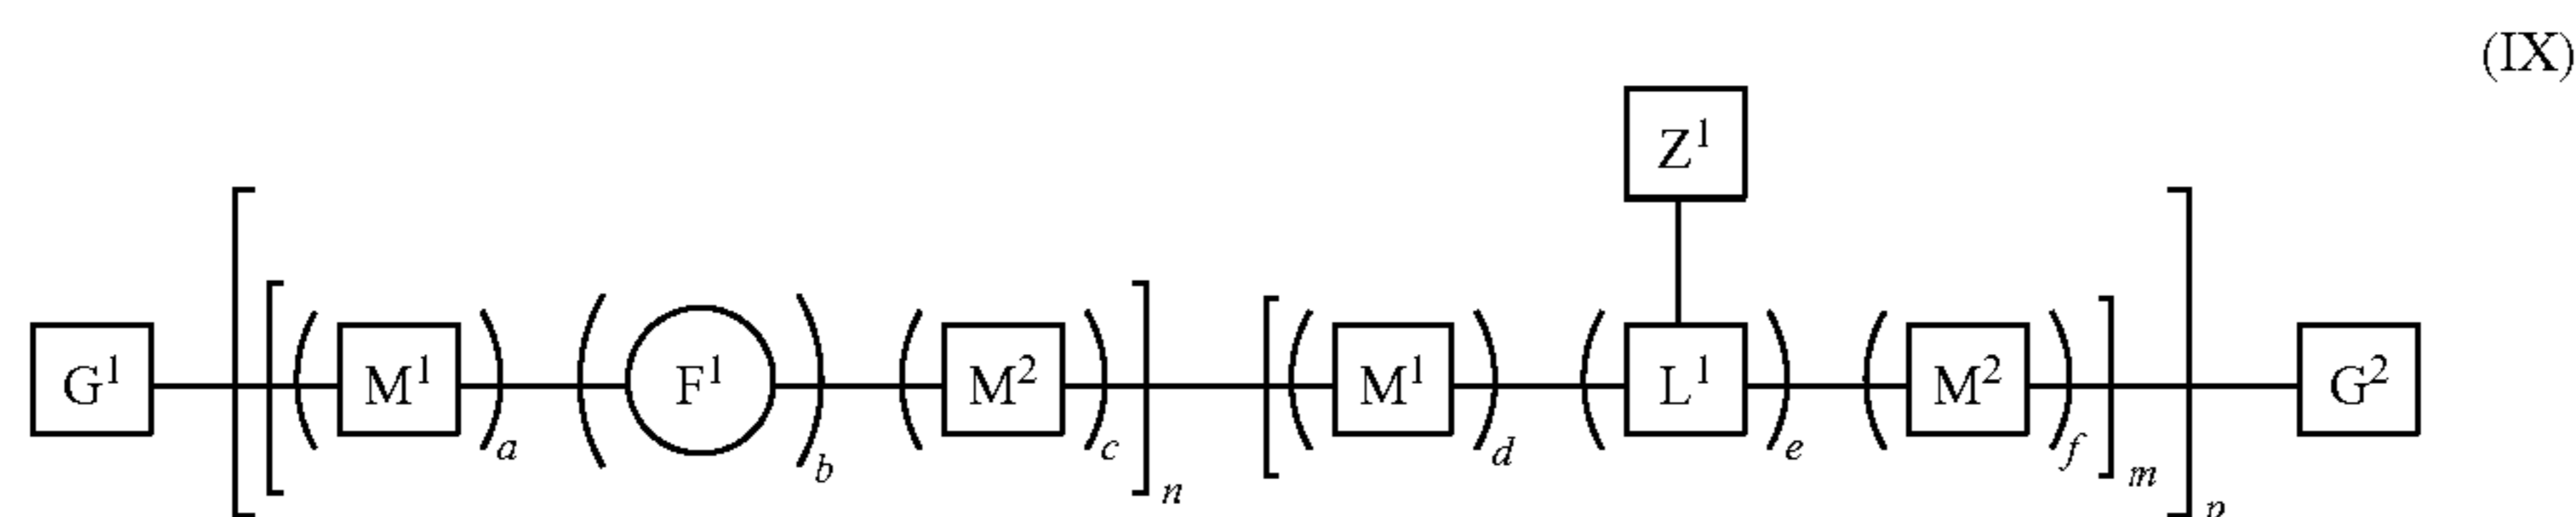 (IX)
Z¹
G¹ [ [ ( M¹ )a ( F¹ )b ( M² )c ]n [ ( M¹ )d ( L¹ )e ( M² )f ]m ]p G²